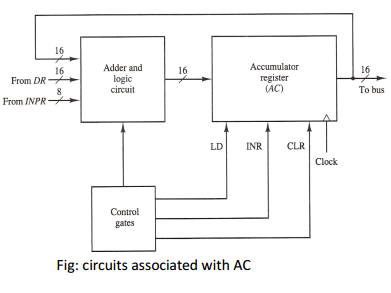 16
16
From DR
8
From INPR
Adder and
logic
circuit
16
Accumulator
register
(AC)
16
To bus
LD
INR
CLR
Clock
Control
gates
Fig: circuits associated with AC